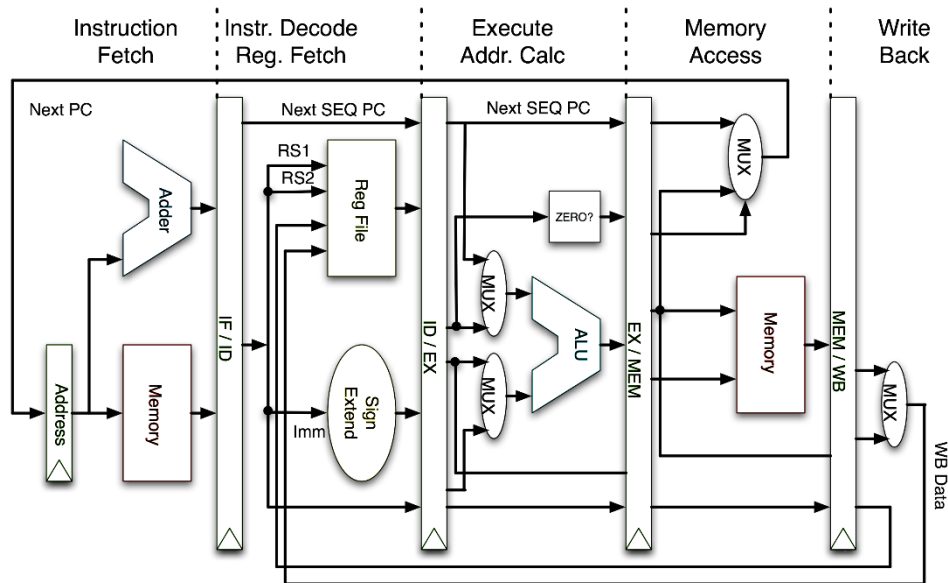 Instruction
Fetch
Instr. Decode
Reg. Fetch
Execute
Addr. Calc
Memory
Access
Write
Back
Next PC
Next SEQ PC
Next SEQ PC
RS1
RS2
Adder
Reg File
ZERO?
MUX
MUX
MUX
MUX
ALU
IF / ID
ID / EX
EX / MEM
MEM / WB
Address
Memory
Sign
Extend
Imm
Memory
WB Data